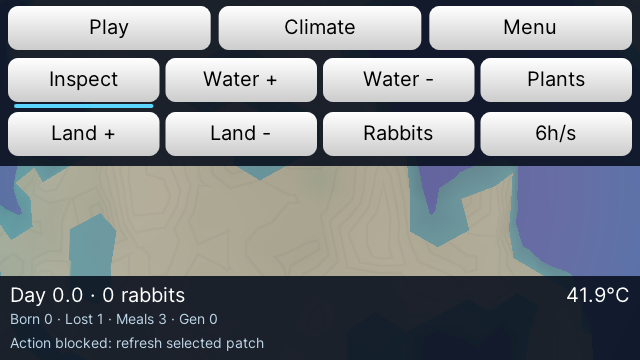 Play Climate Menu
Inspect Water + Water - Plants
Land + Land - Rabbits 6h/s
Day 0.0 · 0 rabbits 41.9°C
Born 0 · Lost 1 · Meals 3 · Gen 0
Action blocked: refresh selected patch